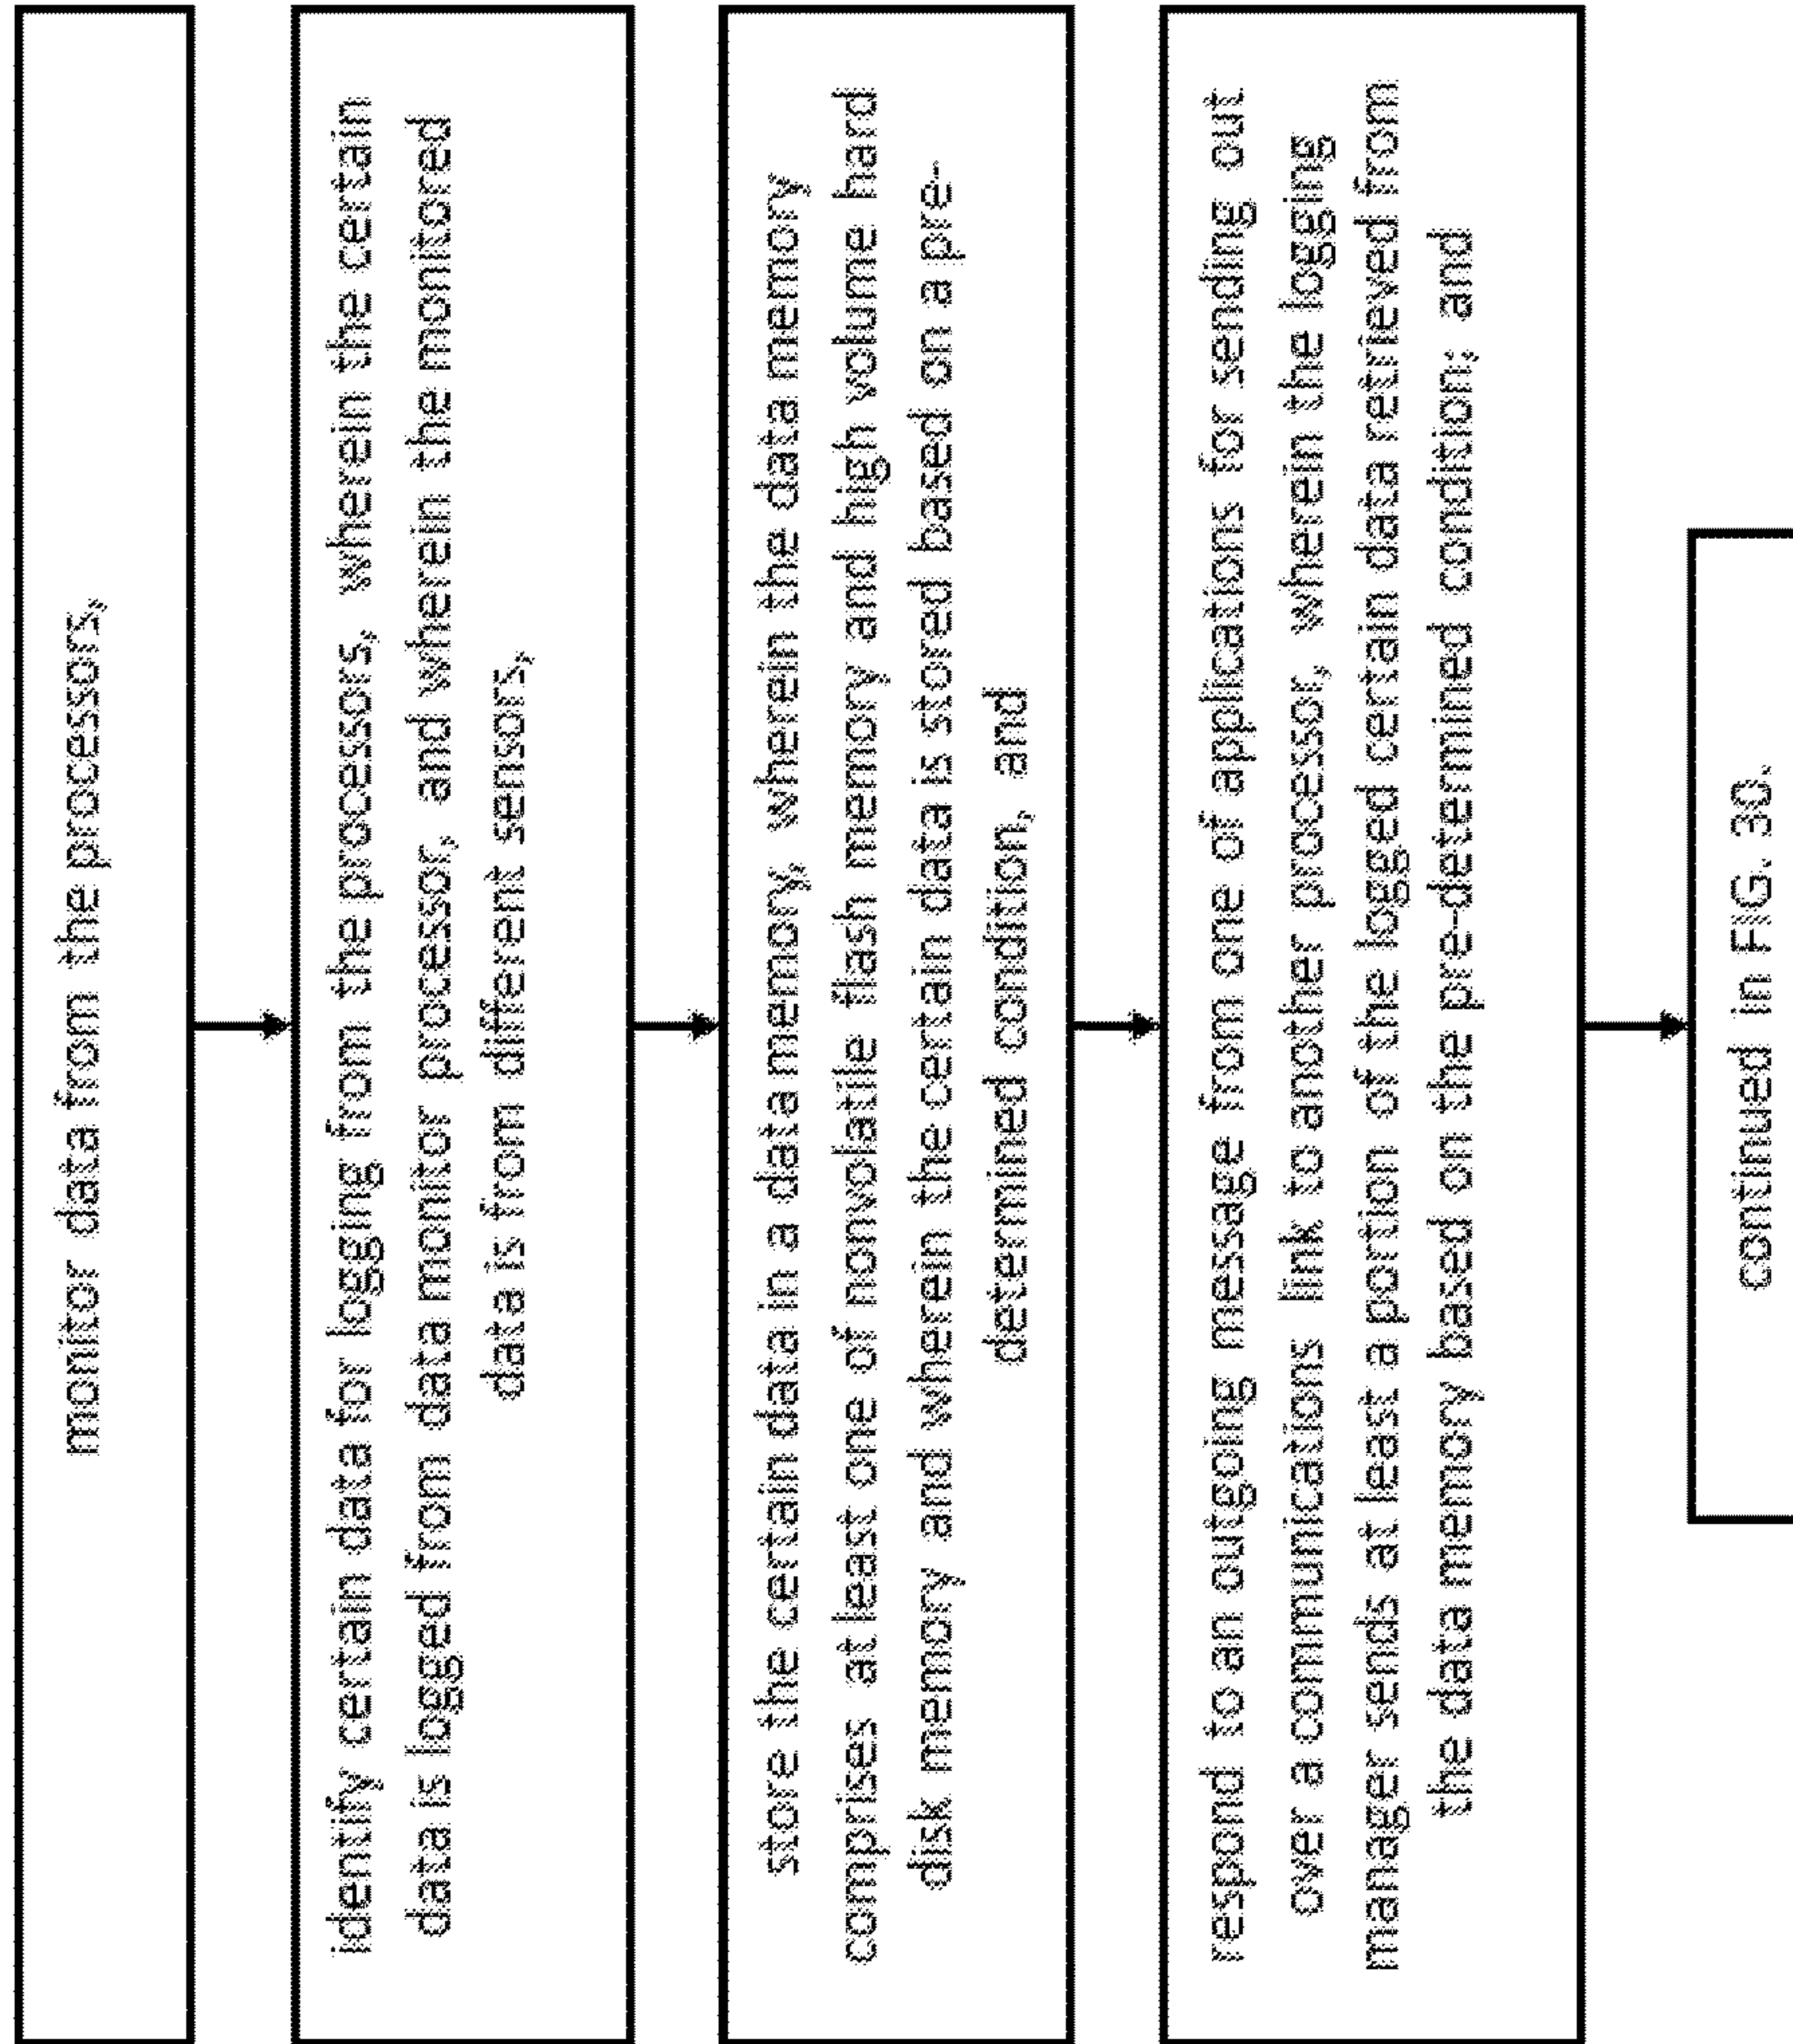 monitor data from the processors,
identify certain data for logging from the processors, wherein the certain
data is logged from data monitor processor, and wherein the monitored
data is from different sensors,
store the certain data in a data memory, wherein the data memory
comprises at least one of nonvolatile flash memory and high volume hard
disk memory and wherein the certain data is stored based on a pre-
determined condition, and
respond to an outgoing message from one of applications for sending out
over a communications link to another processor, wherein the logging
manager sends at least a portion of the logged certain data retrieved from
the data memory based on the pre-determined condition; and
continued in FIG. 30.